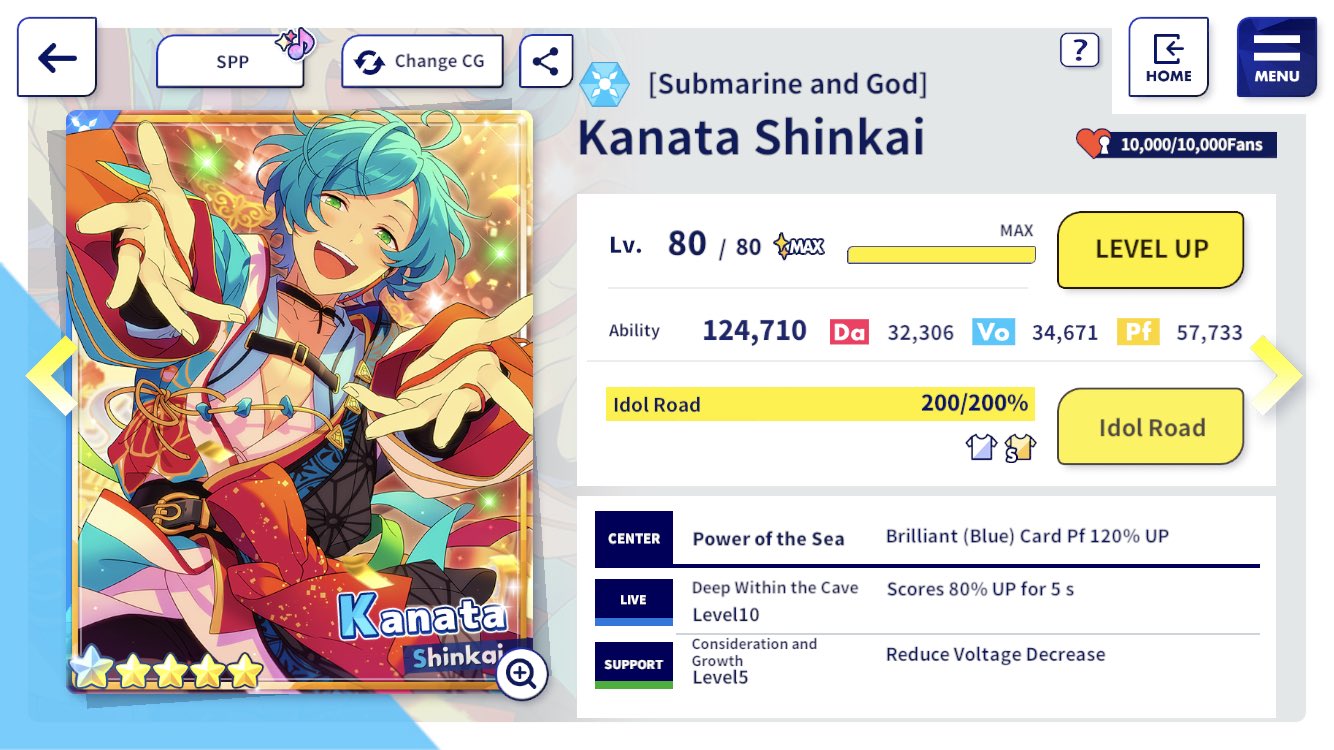 SPP
Change CG
?
HOME
MENU
[Submarine and God]
Kanata Shinkai
10,000/10,000Fans
Lv. 80 / 80 MAX
MAX
LEVEL UP
Ability 124,710 Da 32,306 Vo 34,671 Pf 57,733
Idol Road 200/200%
S
Idol Road
CENTER Power of the Sea Brilliant (Blue) Card Pf 120% UP
LIVE Deep Within the Cave Scores 80% UP for 5 s
Level10
SUPPORT Consideration and
Growth Reduce Voltage Decrease
Level5
Kanata
Shinkai